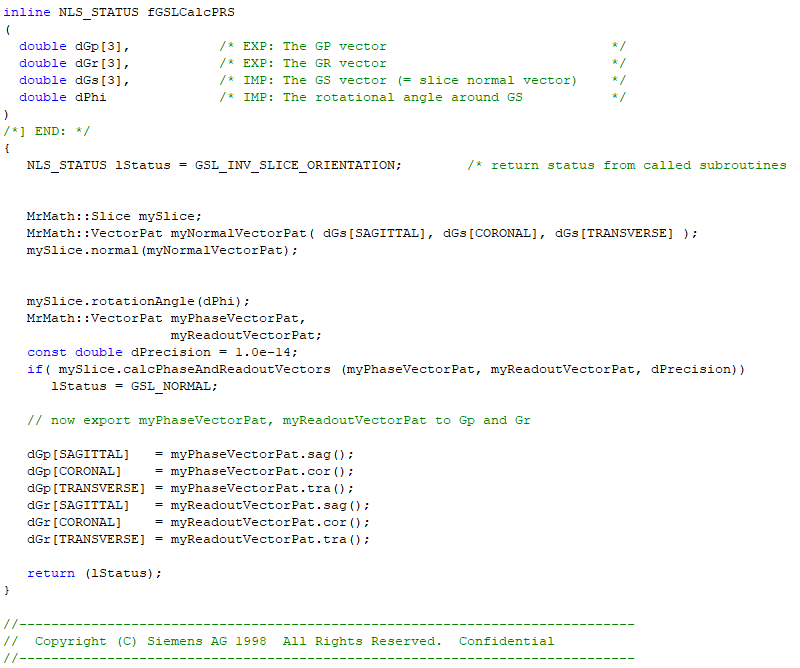 inline NLS_STATUS fGSLCalcPRS
(
  double dGp[3],           /* EXP: The GP vector                            */
  double dGr[3],           /* EXP: The GR vector                            */
  double dGs[3],           /* IMP: The GS vector (= slice normal vector)    */
  double dPhi              /* IMP: The rotational angle around GS           */
)
/*] END: */
{
   NLS_STATUS lStatus = GSL_INV_SLICE_ORIENTATION;        /* return status from called subroutines
   MrMath::Slice mySlice;
   MrMath::VectorPat myNormalVectorPat( dGs[SAGITTAL], dGs[CORONAL], dGs[TRANSVERSE] );
   mySlice.normal(myNormalVectorPat);
   mySlice.rotationAngle(dPhi);
   MrMath::VectorPat myPhaseVectorPat,
                     myReadoutVectorPat;
   const double dPrecision = 1.0e-14;
   if( mySlice.calcPhaseAndReadoutVectors (myPhaseVectorPat, myReadoutVectorPat, dPrecision))
      lStatus = GSL_NORMAL;
   // now export myPhaseVectorPat, myReadoutVectorPat to Gp and Gr
   dGp[SAGITTAL]   = myPhaseVectorPat.sag();
   dGp[CORONAL]    = myPhaseVectorPat.cor();
   dGp[TRANSVERSE] = myPhaseVectorPat.tra();
   dGr[SAGITTAL]   = myReadoutVectorPat.sag();
   dGr[CORONAL]    = myReadoutVectorPat.cor();
   dGr[TRANSVERSE] = myReadoutVectorPat.tra();
   return (lStatus);
}
//-----------------------------------------------------------------------------
//  Copyright (C) Siemens AG 1998  All Rights Reserved.  Confidential
//-----------------------------------------------------------------------------